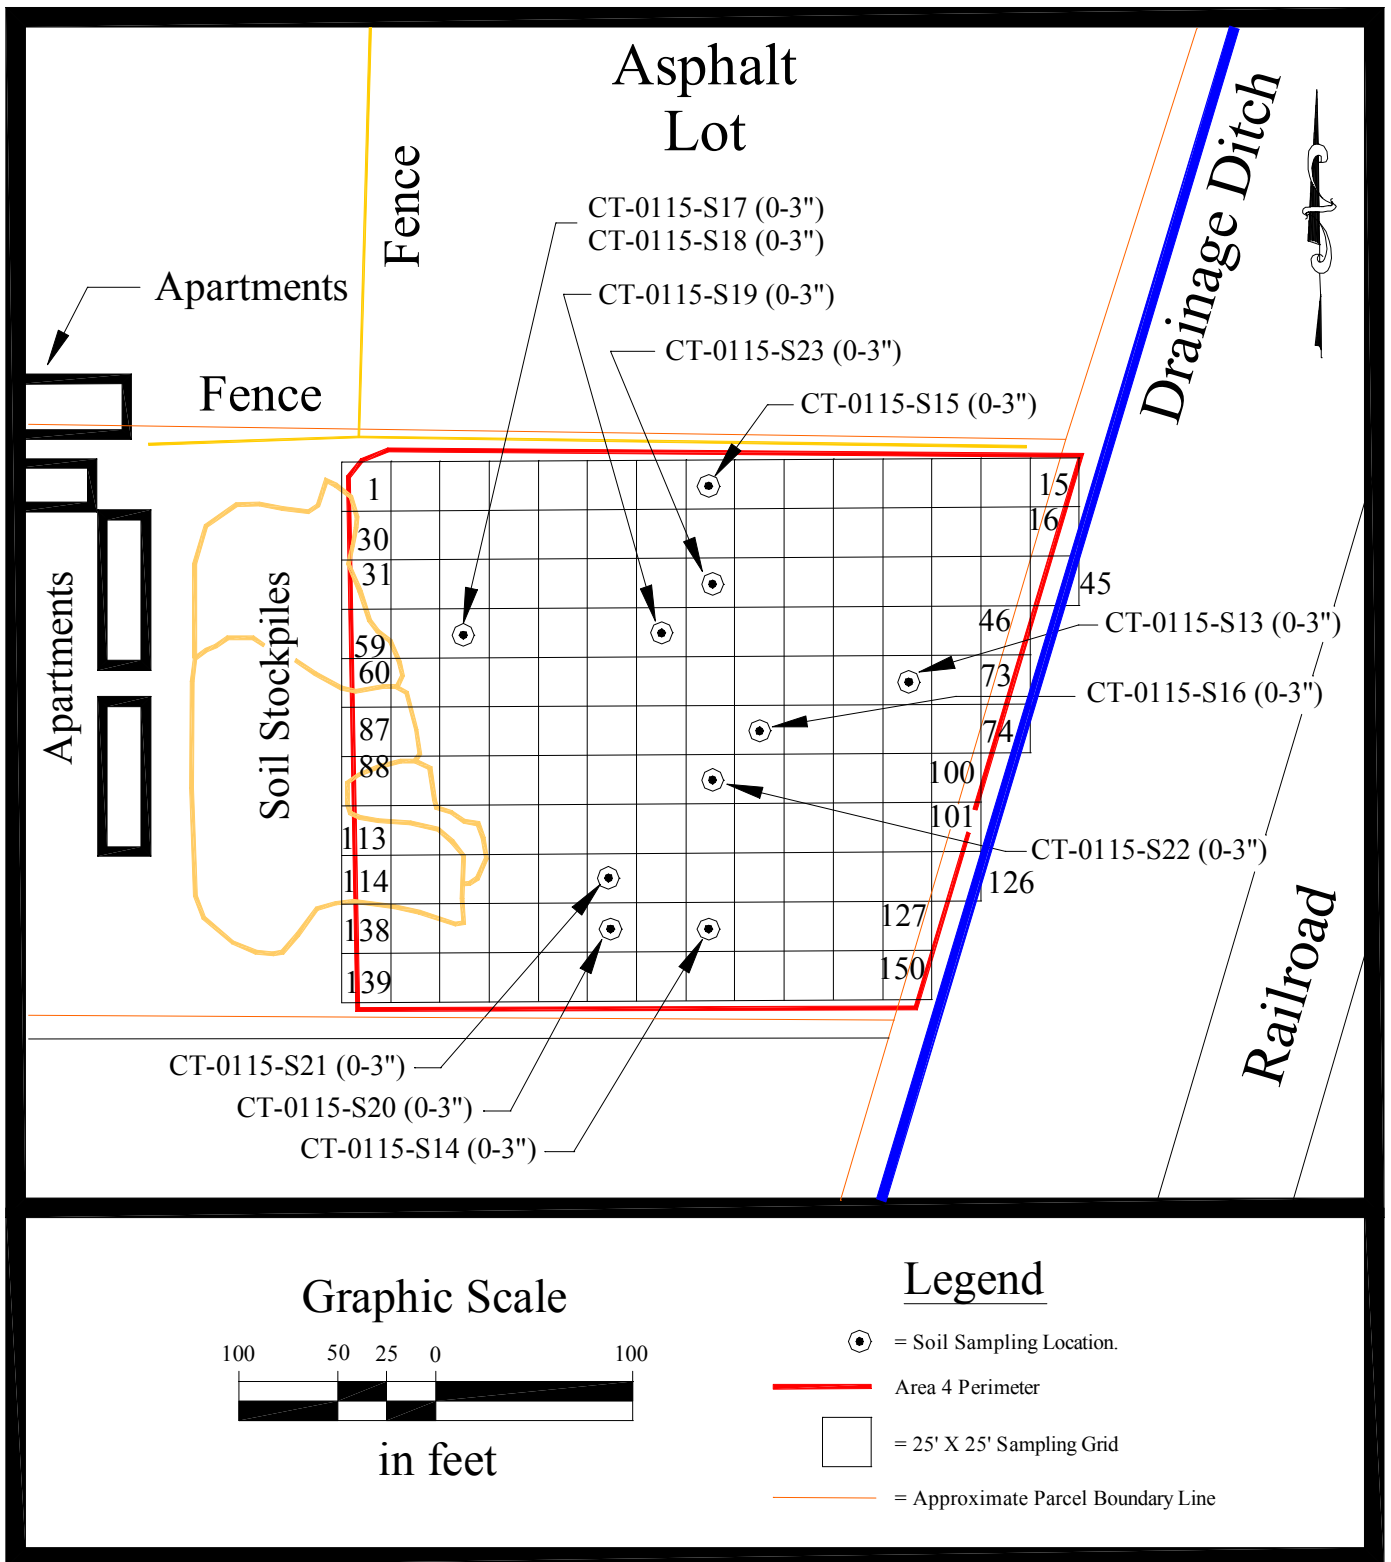 Asphalt
Lot
Fence
Drainage Ditch
CT-0115-S17 (0-3")
CT-0115-S18 (0-3")
Apartments
CT-0115-S19 (0-3")
CT-0115-S23 (0-3")
Fence
CT-0115-S15 (0-3")
1
15
16
30
31
45
46
Apartments
Soil Stockpiles
CT-0115-S13 (0-3")
59
60
73
CT-0115-S16 (0-3")
87
74
88
100
101
113
CT-0115-S22 (0-3")
114
126
127
138
139
150
Railroad
CT-0115-S21 (0-3")
CT-0115-S20 (0-3")
CT-0115-S14 (0-3")
Graphic Scale
100 50 25 0 100
in feet
Legend
= Soil Sampling Location.
Area 4 Perimeter
= 25' X 25' Sampling Grid
= Approximate Parcel Boundary Line